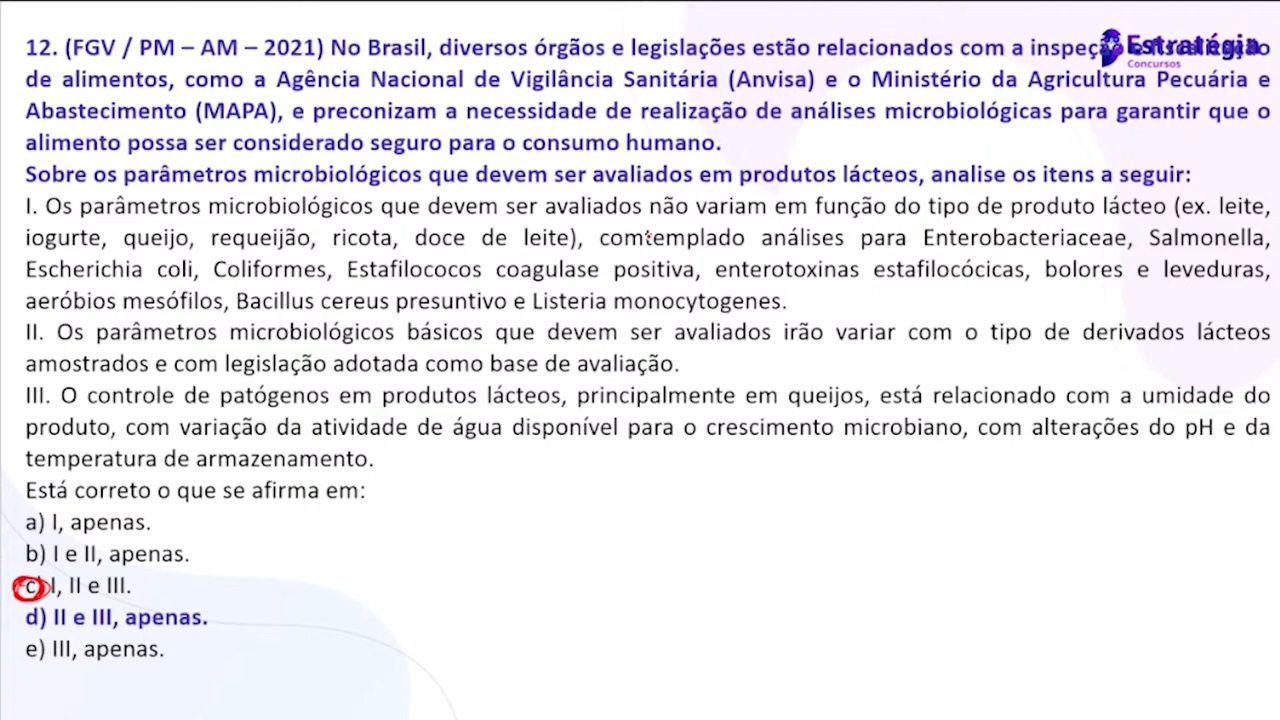 12. (FGV / PM – AM – 2021) No Brasil, diversos órgãos e legislações estão relacionados com a inspeção e fiscalização
Estratégia
Concursos
de alimentos, como a Agência Nacional de Vigilância Sanitária (Anvisa) e o Ministério da Agricultura Pecuária e
Abastecimento (MAPA), e preconizam a necessidade de realização de análises microbiológicas para garantir que o
alimento possa ser considerado seguro para o consumo humano.
Sobre os parâmetros microbiológicos que devem ser avaliados em produtos lácteos, analise os itens a seguir:
I. Os parâmetros microbiológicos que devem ser avaliados não variam em função do tipo de produto lácteo (ex. leite,
iogurte, queijo, requeijão, ricota, doce de leite), comtemplado análises para Enterobacteriaceae, Salmonella,
Escherichia coli, Coliformes, Estafilococos coagulase positiva, enterotoxinas estafilocócicas, bolores e leveduras,
aeróbios mesófilos, Bacillus cereus presuntivo e Listeria monocytogenes.
II. Os parâmetros microbiológicos básicos que devem ser avaliados irão variar com o tipo de derivados lácteos
amostrados e com legislação adotada como base de avaliação.
III. O controle de patógenos em produtos lácteos, principalmente em queijos, está relacionado com a umidade do
produto, com variação da atividade de água disponível para o crescimento microbiano, com alterações do pH e da
temperatura de armazenamento.
Está correto o que se afirma em:
a) I, apenas.
b) I e II, apenas.
c) I, II e III.
d) II e III, apenas.
e) III, apenas.